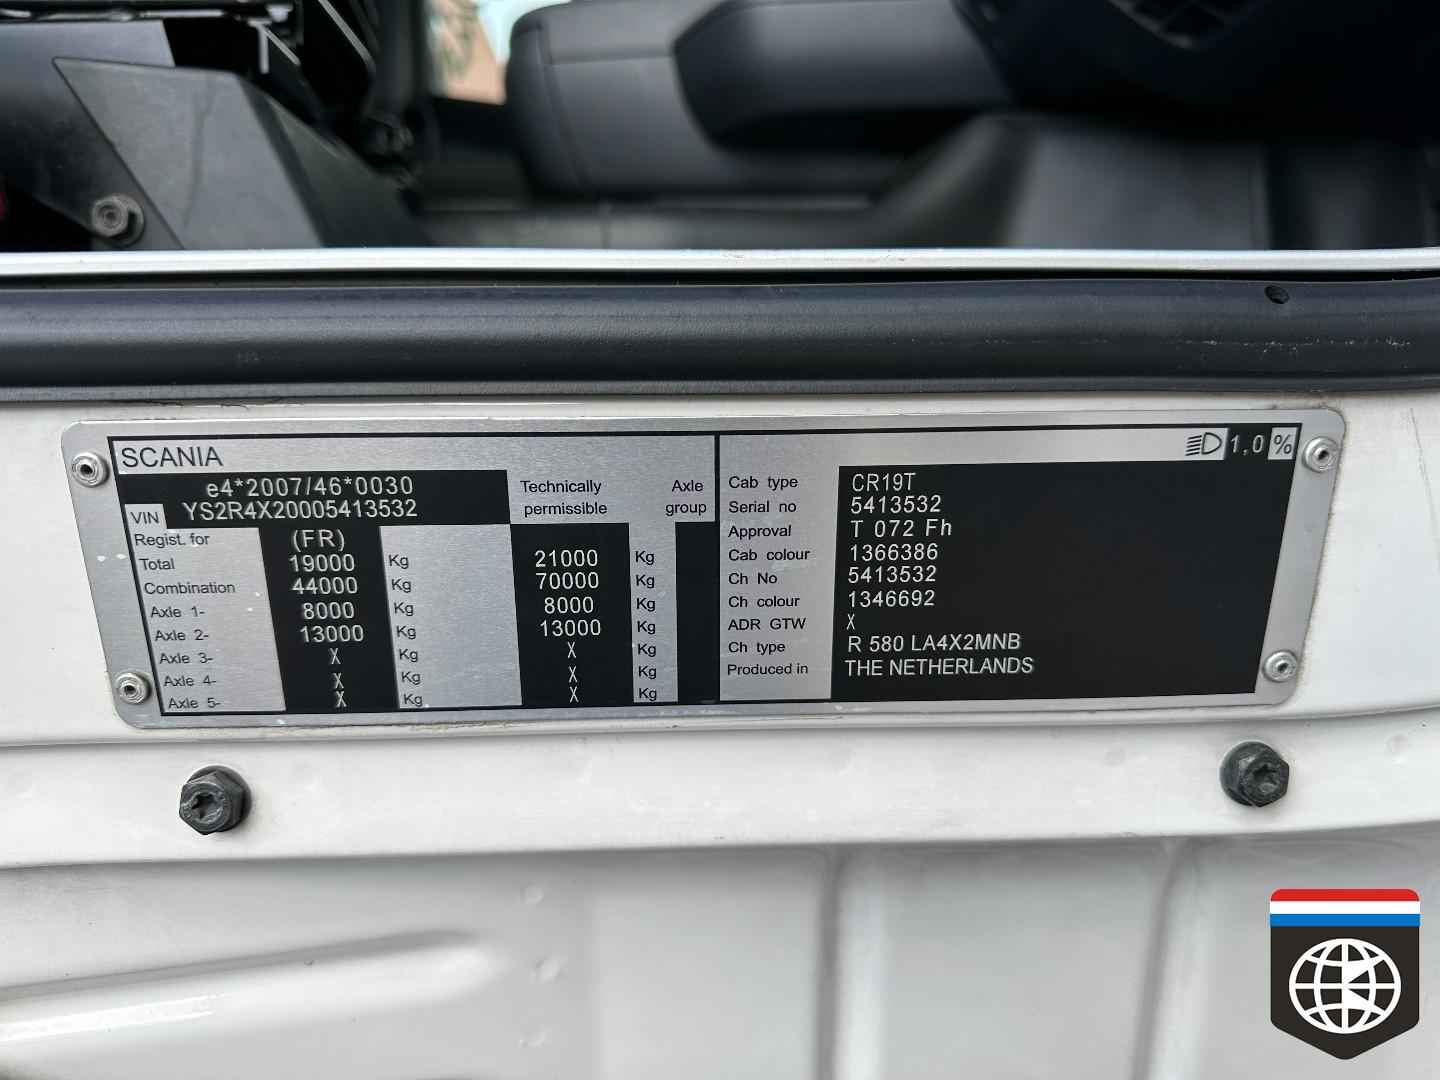 SCANIA
e4*2007/46*0030
VIN YS2R4X20005413532
Technically permissible
Axle group
Regist. for (FR)
Total 19000 Kg 21000 Kg
Combination 44000 Kg 70000 Kg
Axle 1- 8000 Kg 8000 Kg
Axle 2- 13000 Kg 13000 Kg
Axle 3- X Kg X Kg
Axle 4- X Kg X Kg
Axle 5- X Kg X Kg
1,0 %
Cab type CR19T
Serial no 5413532
Approval T 072 Fh
Cab colour 1366386
Ch No 5413532
Ch colour 1346692
ADR GTW X
Ch type R 580 LA4X2MNB
Produced in THE NETHERLANDS